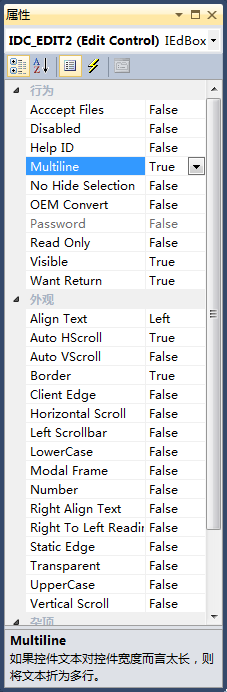 属性
IDC_EDIT2 (Edit Control) IEdBox
行为
Acccept Files False
Disabled False
Help ID False
Multiline True
No Hide Selection False
OEM Convert False
Password False
Read Only False
Visible True
Want Return True
外观
Align Text Left
Auto HScroll True
Auto VScroll False
Border True
Client Edge False
Horizontal Scroll False
Left Scrollbar False
LowerCase False
Modal Frame False
Number False
Right Align Text False
Right To Left Readin False
Static Edge False
Transparent False
UpperCase False
Vertical Scroll False
杂项
Multiline
如果控件文本对控件宽度而言太长，则
将文本折为多行。